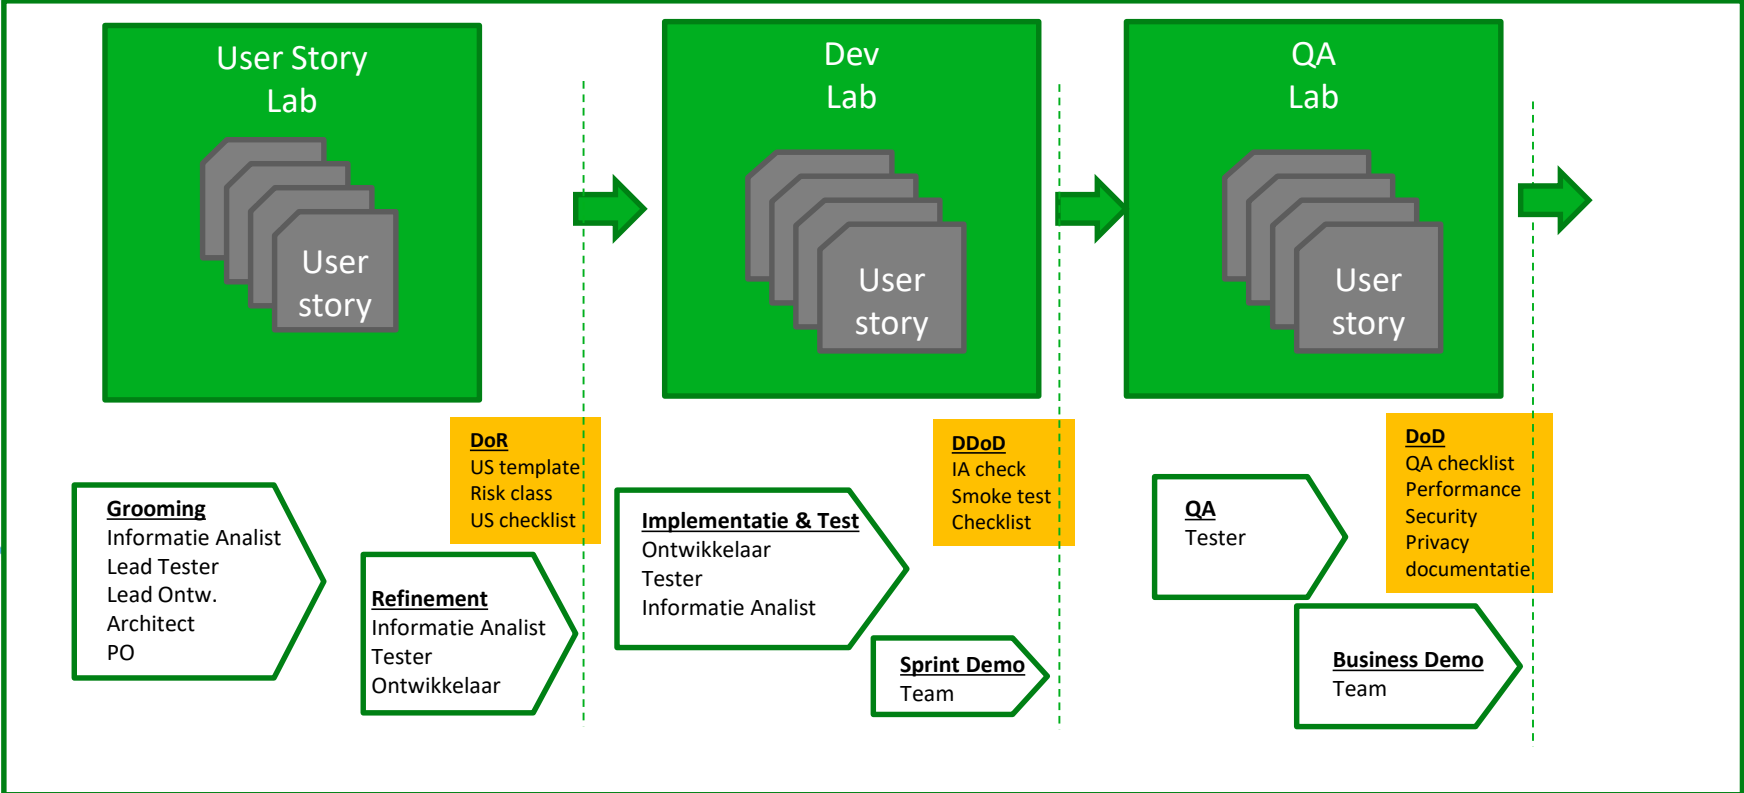 User Story
Lab
User
story
Dev
Lab
User
story
QA
Lab
User
story
DoR
US template
Risk class
US checklist
DDoD
IA check
Smoke test
Checklist
DoD
QA checklist
Performance
Security
Privacy
documentatie
Grooming
Informatie Analist
Lead Tester
Lead Ontw.
Architect
PO
Refinement
Informatie Analist
Tester
Ontwikkelaar
Implementatie & Test
Ontwikkelaar
Tester
Informatie Analist
Sprint Demo
Team
QA
Tester
Business Demo
Team